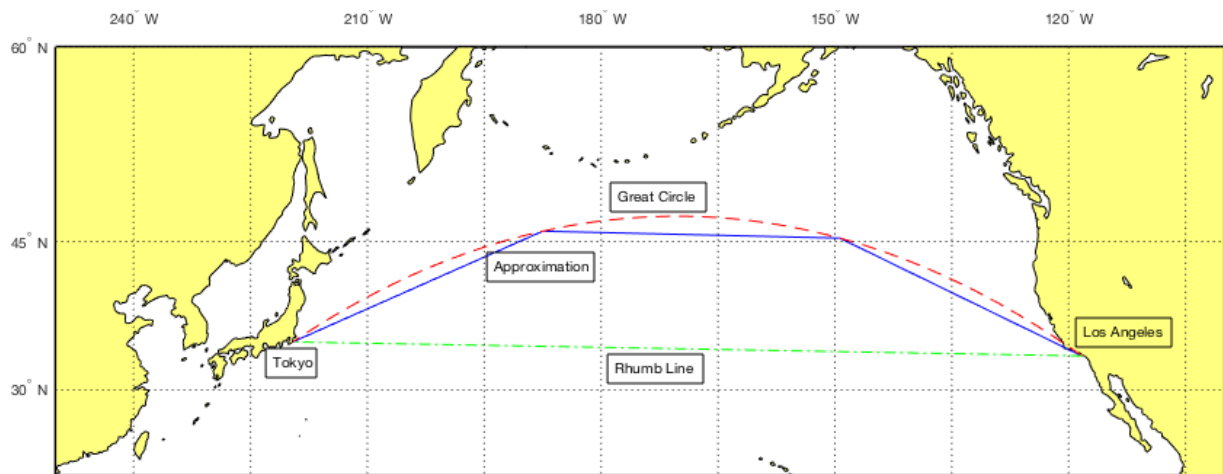 240° W 210° W 180° W 150° W 120° W
60° N
Great Circle
45° N
Approximation
Los Angeles
Tokyo
Rhumb Line
30° N